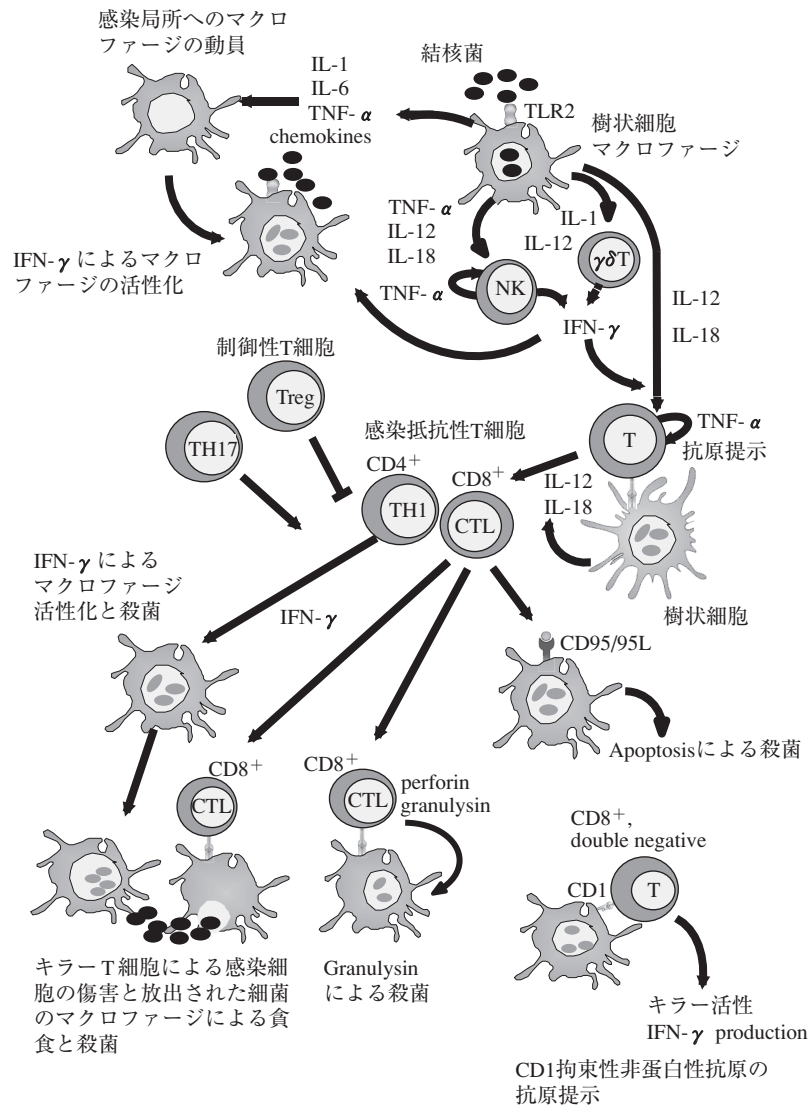 感染局所へのマクロ
ファージの動員
IL-1
IL-6
TNF-α
chemokines
結核菌
TLR2
樹状細胞
マクロファージ
IFN-γ によるマクロ
ファージの活性化
TNF-α
IL-12
IL-18
TNF-α
NK
IL-1
IL-12
γδT
IFN-γ
IL-12
IL-18
制御性T細胞
Treg
TH17
感染抵抗性T細胞
CD4+
TH1
CD8+
CTL
T
TNF-α
抗原提示
IL-12
IL-18
樹状細胞
IFN-γ による
マクロファージ
活性化と殺菌
IFN-γ
CD95/95L
Apoptosisによる殺菌
CD8+
CTL
CD8+
CTL
perforin
granulysin
CD8+,
double negative
CD1
T
キラーT細胞による感染細
胞の傷害と放出された細菌
のマクロファージによる貪
食と殺菌
Granulysin
による殺菌
キラー活性
IFN-γ production
CD1拘束性非蛋白性抗原の
抗原提示